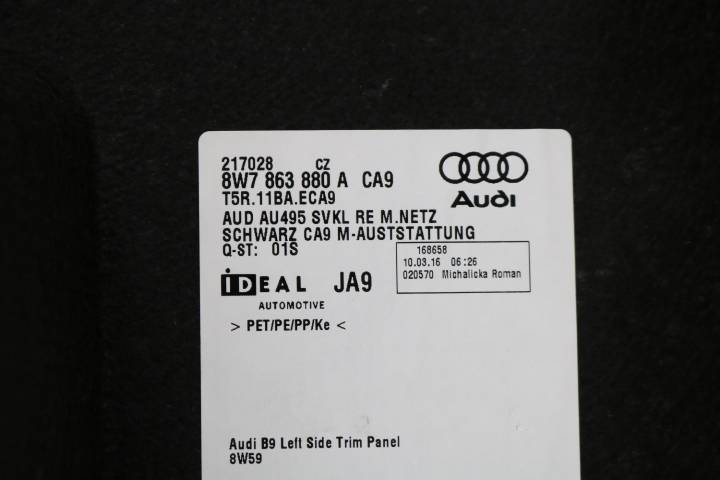 217028 CZ
8W7 863 880 A CA9
T5R.11BA.ECA9
AUD AU495 SVKL RE M.NETZ
SCHWARZ CA9 M-AUSTSTATTUNG
Q-ST: 01S
Audi
168658
10.03.16 06:26
020570 Michalicka Roman
iDEAL JA9
AUTOMOTIVE
> PET/PE/PP/Ke <
Audi B9 Left Side Trim Panel
8W59